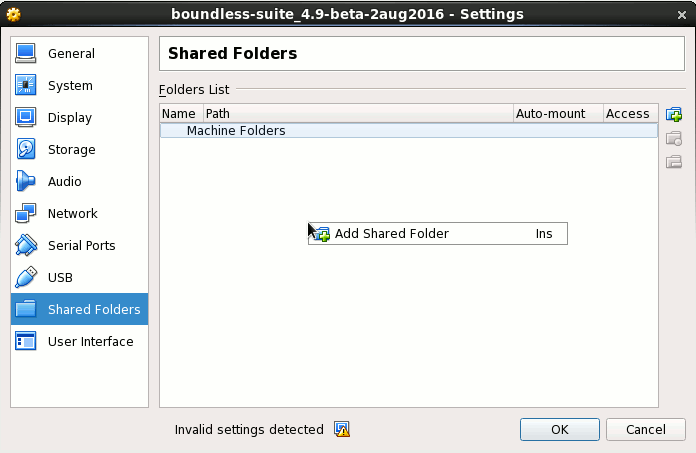 boundless-suite_4.9-beta-2aug2016 - Settings
General
System
Display
Storage
Audio
Network
Serial Ports
USB
Shared Folders
User Interface
Shared Folders
Folders List
Name Path Auto-mount Access
Machine Folders
Add Shared Folder Ins
Invalid settings detected
OK Cancel